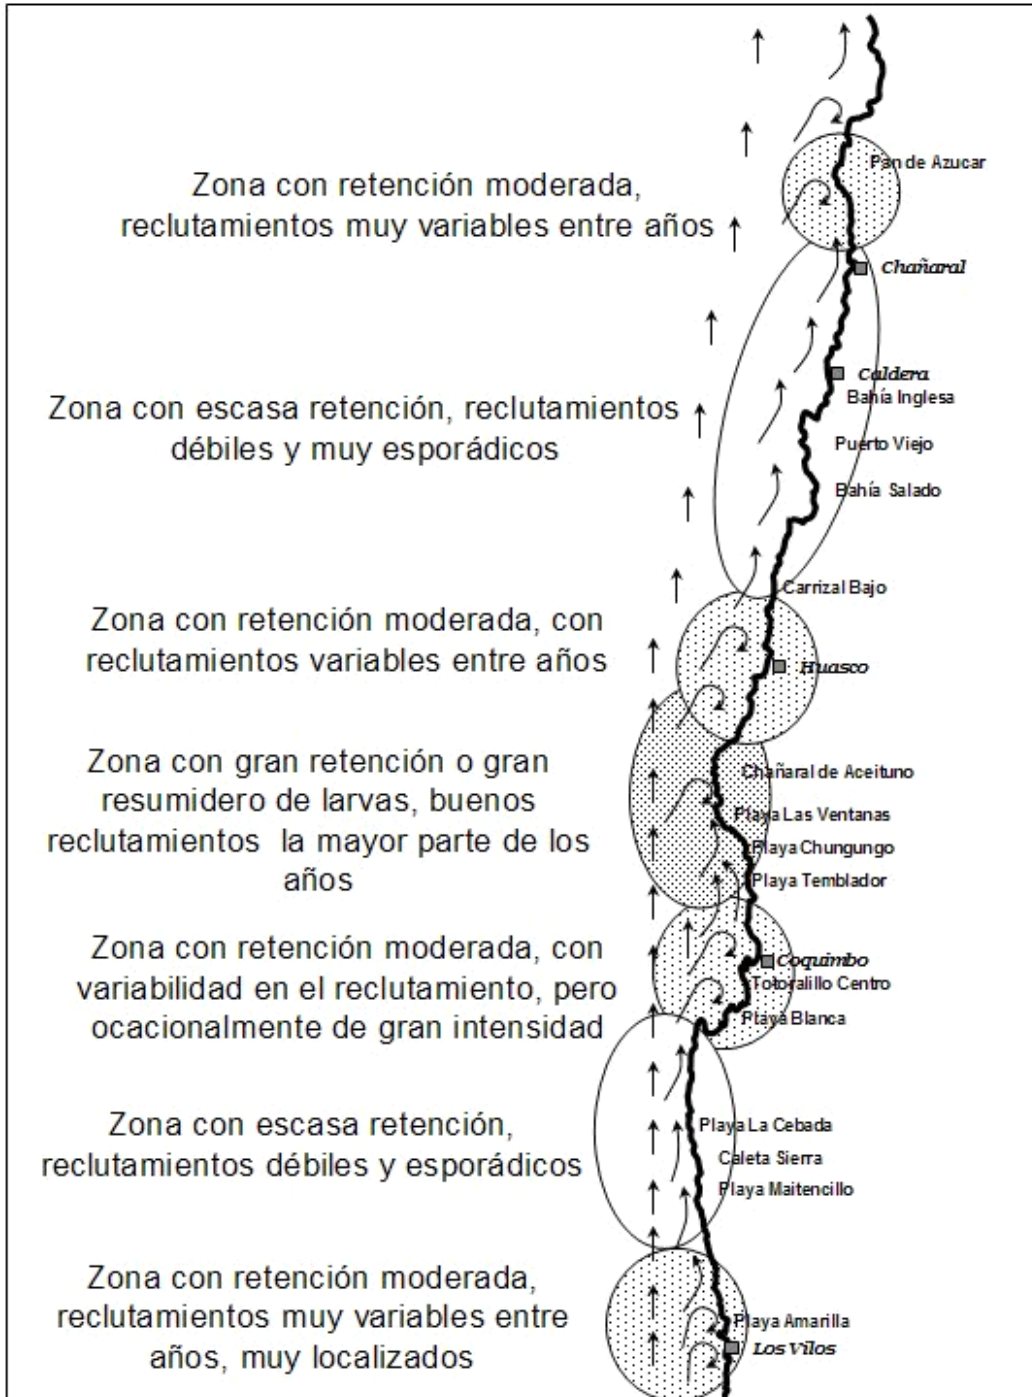 Pan de Azucar
Zona con retención moderada,
reclutamientos muy variables entre años
Chañaral
Caldera
Bahía Inglesa
Zona con escasa retención, reclutamientos
débiles y muy esporádicos
Puerto Viejo
Bahía Salado
Carrizal Bajo
Zona con retención moderada, con
reclutamientos variables entre años
Huasco
Zona con gran retención o gran
resumidero de larvas, buenos
reclutamientos la mayor parte de los
años
Chañaral de Aceituno
Playa Las Ventanas
Playa Chungungo
Playa Temblador
Zona con retención moderada, con
variabilidad en el reclutamiento, pero
ocacionalmente de gran intensidad
Coquimbo
Totoralillo Centro
Playa Blanca
Zona con escasa retención,
reclutamientos débiles y esporádicos
Playa La Cebada
Caleta Sierra
Playa Maitencillo
Zona con retención moderada,
reclutamientos muy variables entre
años, muy localizados
Playa Amarilla
Los Vilos